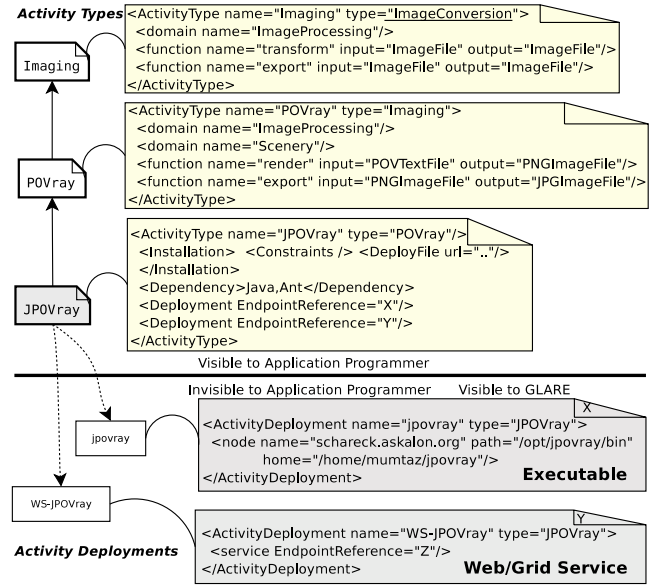 Activity Types
<ActivityType name="Imaging" type="ImageConversion">
<domain name="ImageProcessing"/>
<function name="transform" input="ImageFile" output="ImageFile"/>
<function name="export" input="ImageFile" output="ImageFile"/>
</ActivityType>
Imaging
<ActivityType name="POVray" type="Imaging">
<domain name="ImageProcessing"/>
<domain name="Scenery"/>
<function name="render" input="POVTextFile" output="PNGImageFile"/>
<function name="export" input="PNGImageFile" output="JPGImageFile"/>
</ActivityType>
POVray
<ActivityType name="JPOVray" type="POVray"/>
<Installation> <Constraints /> <DeployFile url=".."/>
</Installation>
<Dependency>Java,Ant</Dependency>
<Deployment EndpointReference="X"/>
<Deployment EndpointReference="Y"/>
</ActivityType>
JPOVray
Visible to Application Programmer
Invisible to Application Programmer Visible to GLARE
X
<ActivityDeployment name="jpovray" type="JPOVray">
<node name="schareck.askalon.org" path="/opt/jpovray/bin"
home="/home/mumtaz/jpovray"/>
</ActivityDeployment>
Executable
jpovray
WS-JPOVray
Y
<ActivityDeployment name="WS-JPOVray" type="JPOVray">
<service EndpointReference="Z"/>
</ActivityDeployment>
Web/Grid Service
Activity Deployments